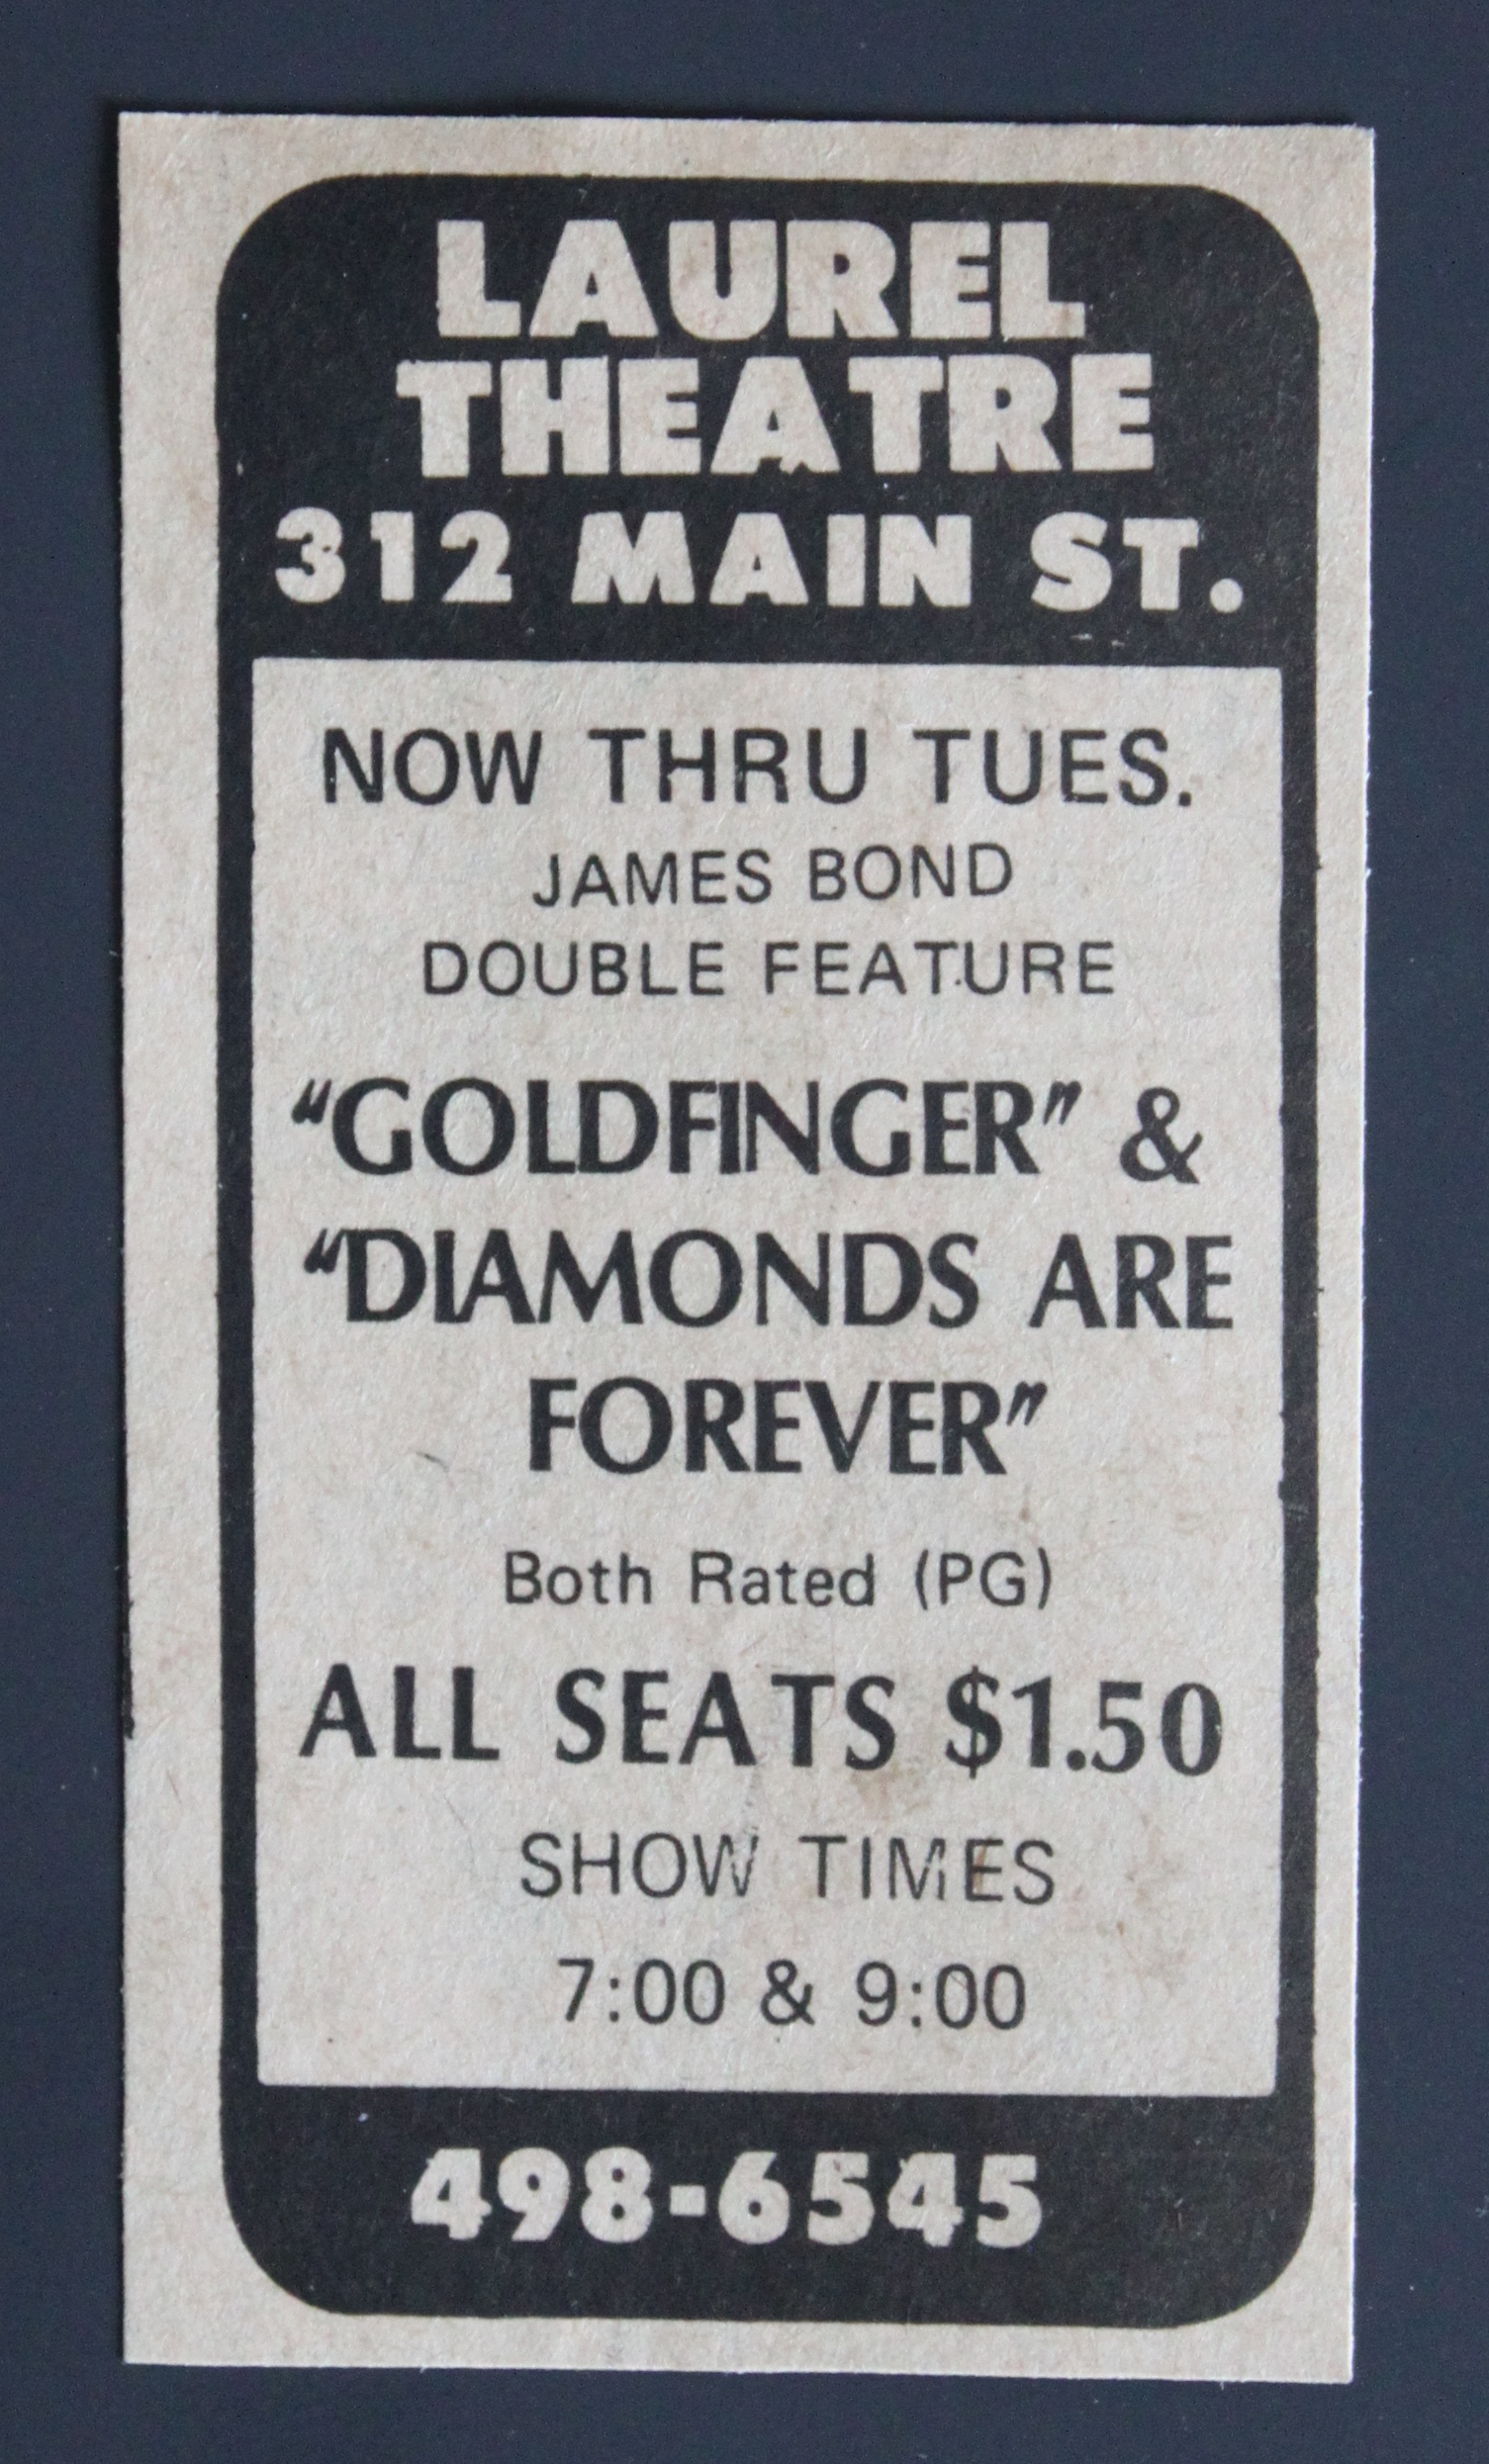 LAUREL
THEATRE
312 MAIN ST.
NOW THRU TUES.
JAMES BOND
DOUBLE FEATURE
“GOLDFINGER” &
“DIAMONDS ARE
FOREVER”
Both Rated (PG)
ALL SEATS $1.50
SHOW TIMES
7:00 & 9:00
498-6545